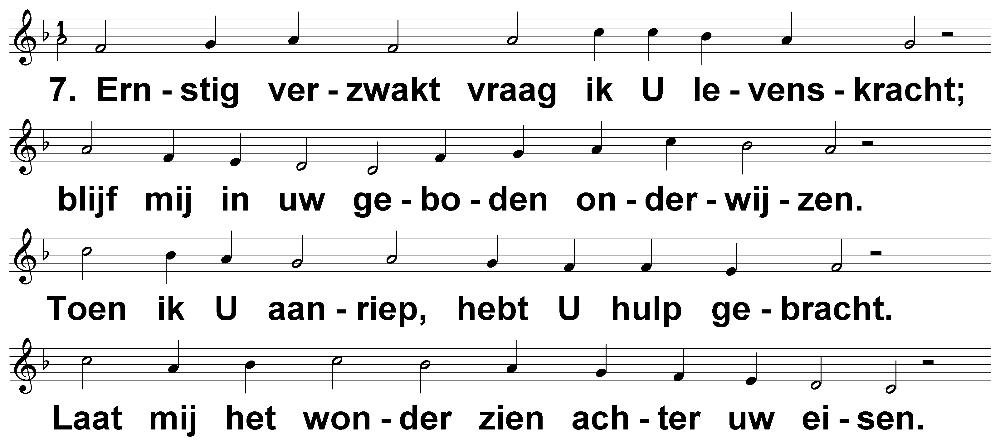 7. Ern - stig ver - zwakt vraag ik U le - vens - kracht;
blijf mij in uw ge - bo - den on - der - wij - zen.
Toen ik U aan - riep, hebt U hulp ge - bracht.
Laat mij het won - der zien ach - ter uw ei - sen.